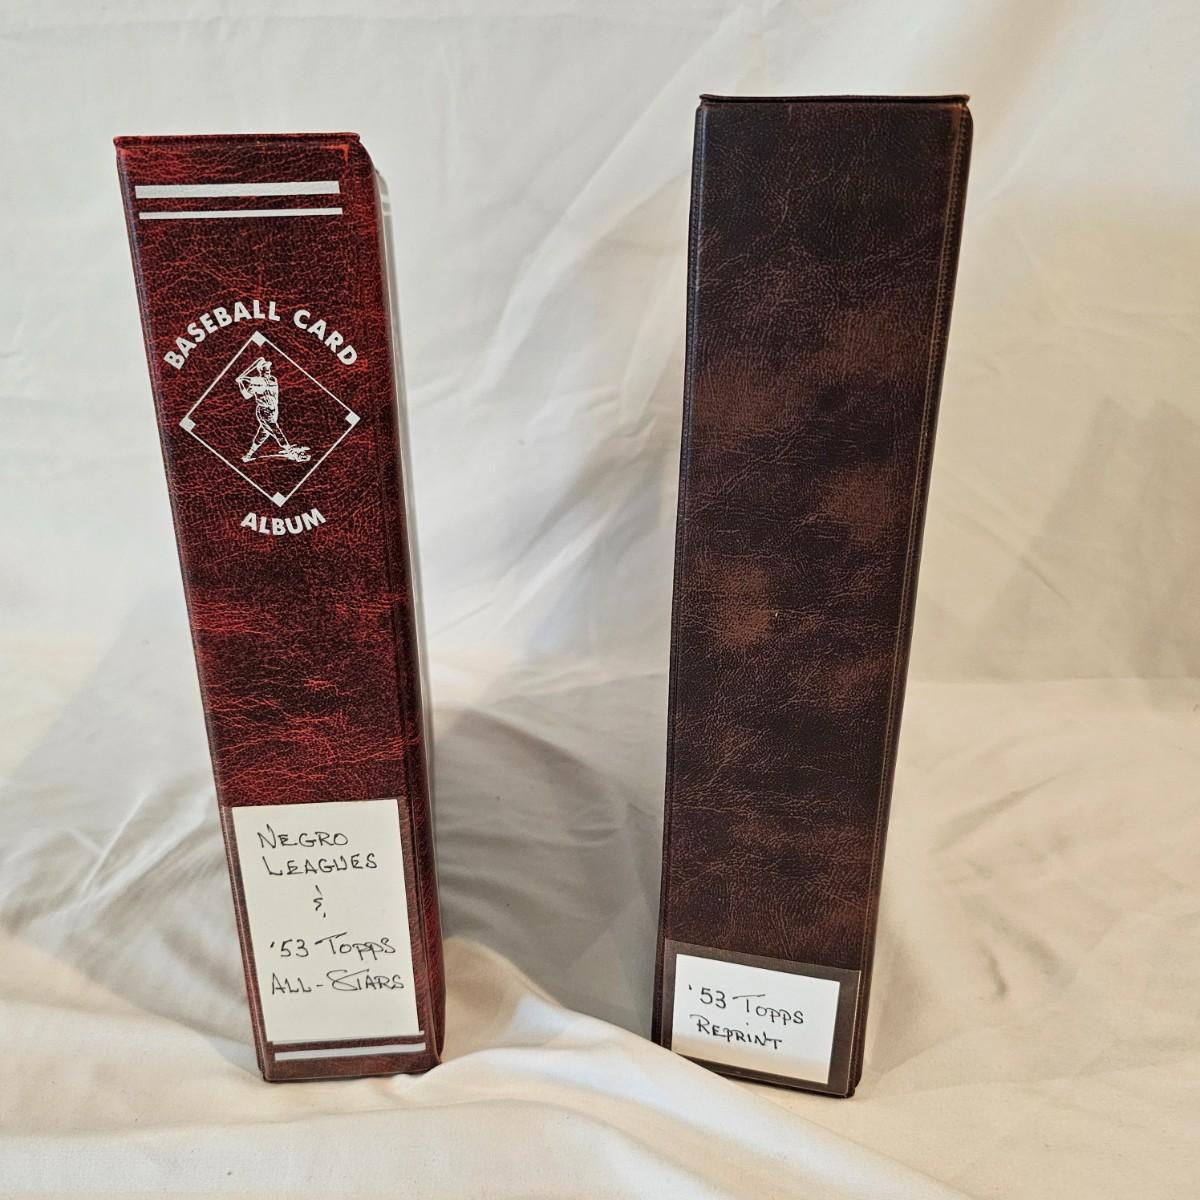 BASEBALL CARD
ALBUM
NEGRO
LEAGUES
&
'53 TOPPS
ALL-STARS
'53 TOPPS
REPRINT